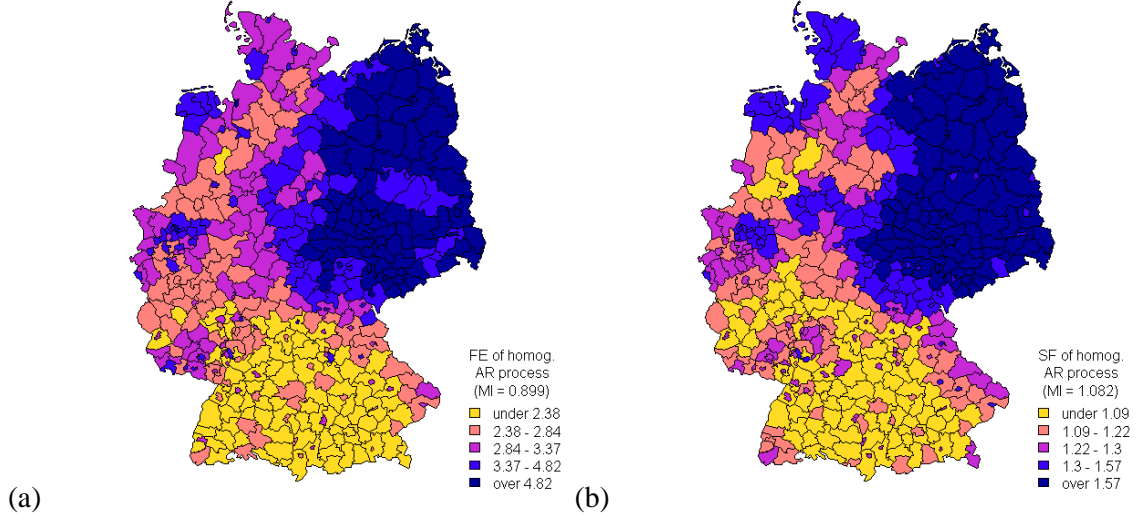 FE of homog.
AR process
(MI = 0.899)
under 2.38
2.38 - 2.84
2.84 - 3.37
3.37 - 4.82
over 4.82
(a)
SF of homog.
AR process
(MI = 1.082)
under 1.09
1.09 - 1.22
1.22 - 1.3
1.3 - 1.57
over 1.57
(b)